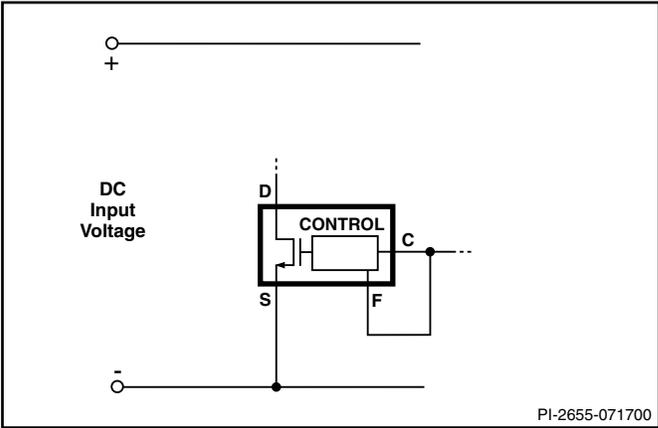 +
D
DC
Input
Voltage
CONTROL
C
S
F
-
PI-2655-071700